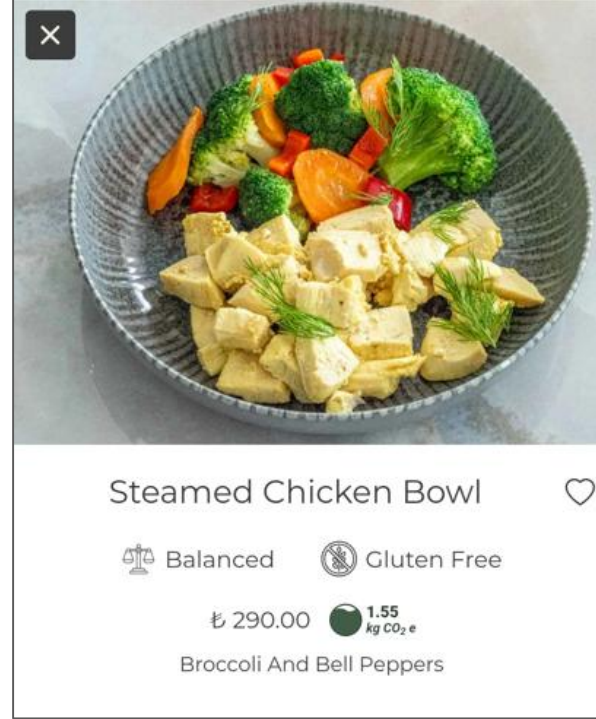 Steamed Chicken Bowl
Balanced Gluten Free
₺ 290.00 1.55
kg CO₂ e
Broccoli And Bell Peppers